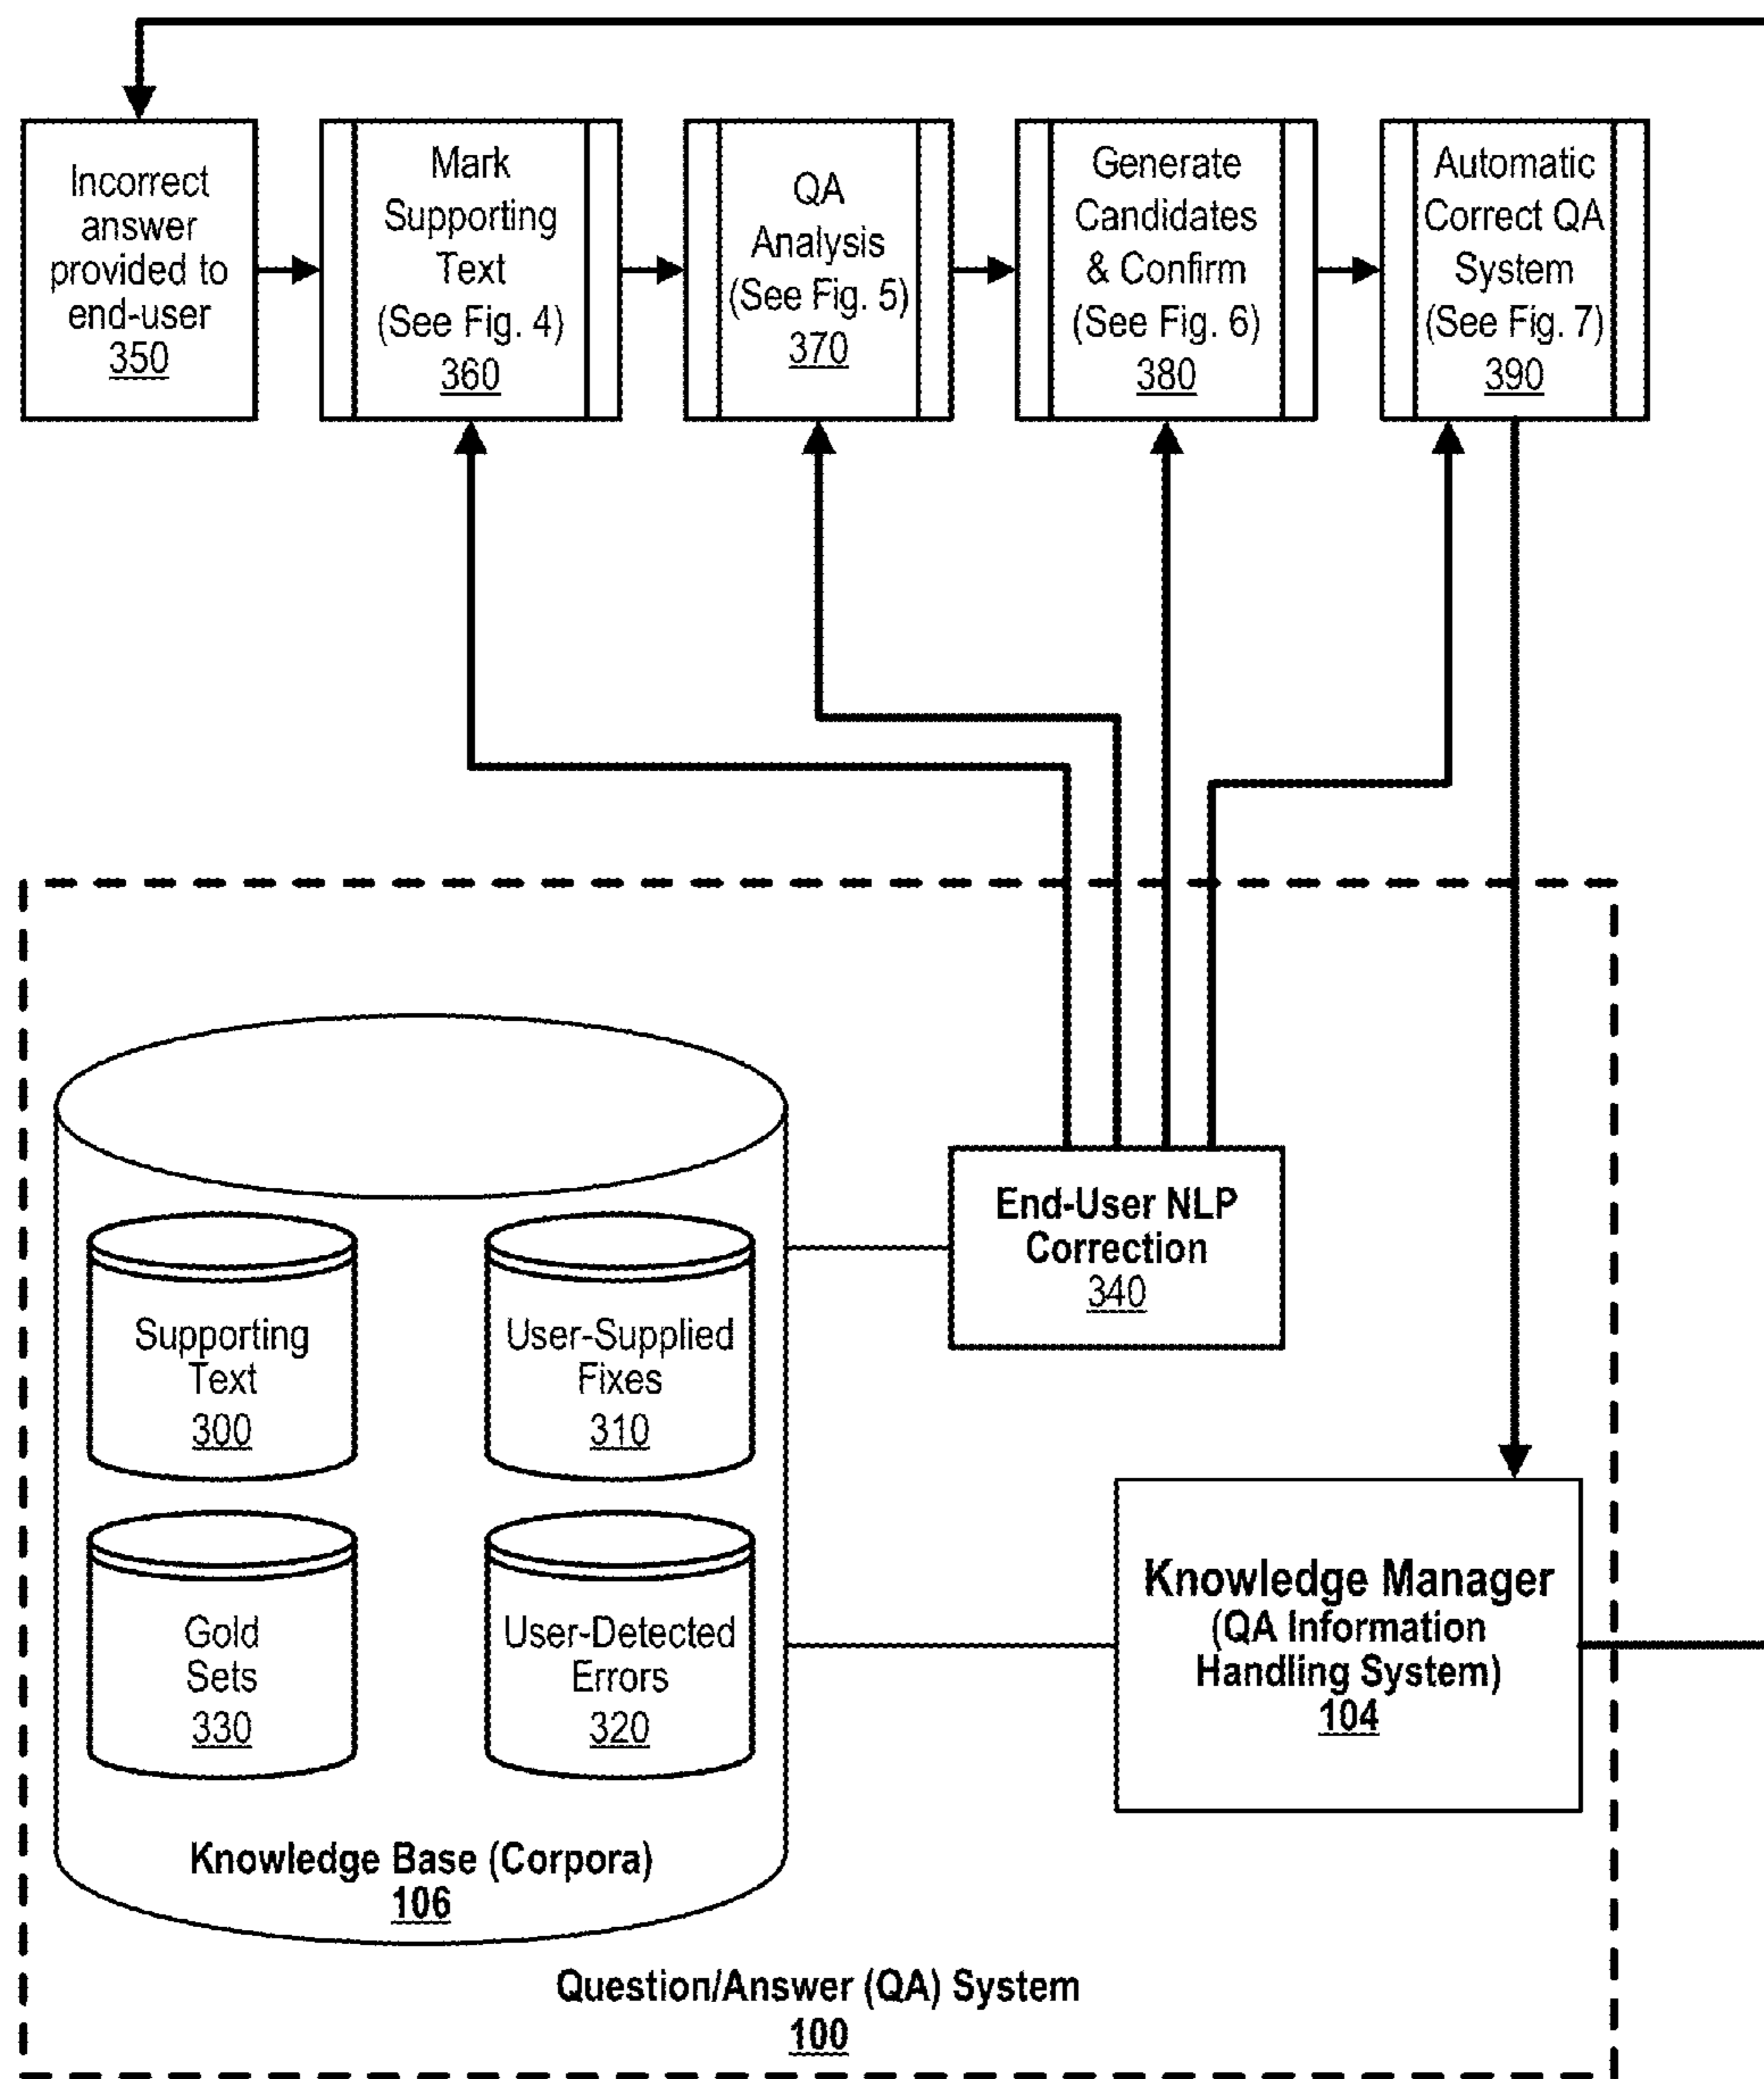 Incorrect
answer
provided to
end-user
350
Mark
Supporting
Text
(See Fig. 4)
360
QA
Analysis
(See Fig. 5)
370
Generate
Candidates
& Confirm
(See Fig. 6)
380
Automatic
Correct QA
System
(See Fig. 7)
390
End-User NLP
Correction
340
Supporting
Text
300
User-Supplied
Fixes
310
Gold
Sets
330
User-Detected
Errors
320
Knowledge Manager
(QA Information
Handling System)
104
Knowledge Base (Corpora)
106
Question/Answer (QA) System
100